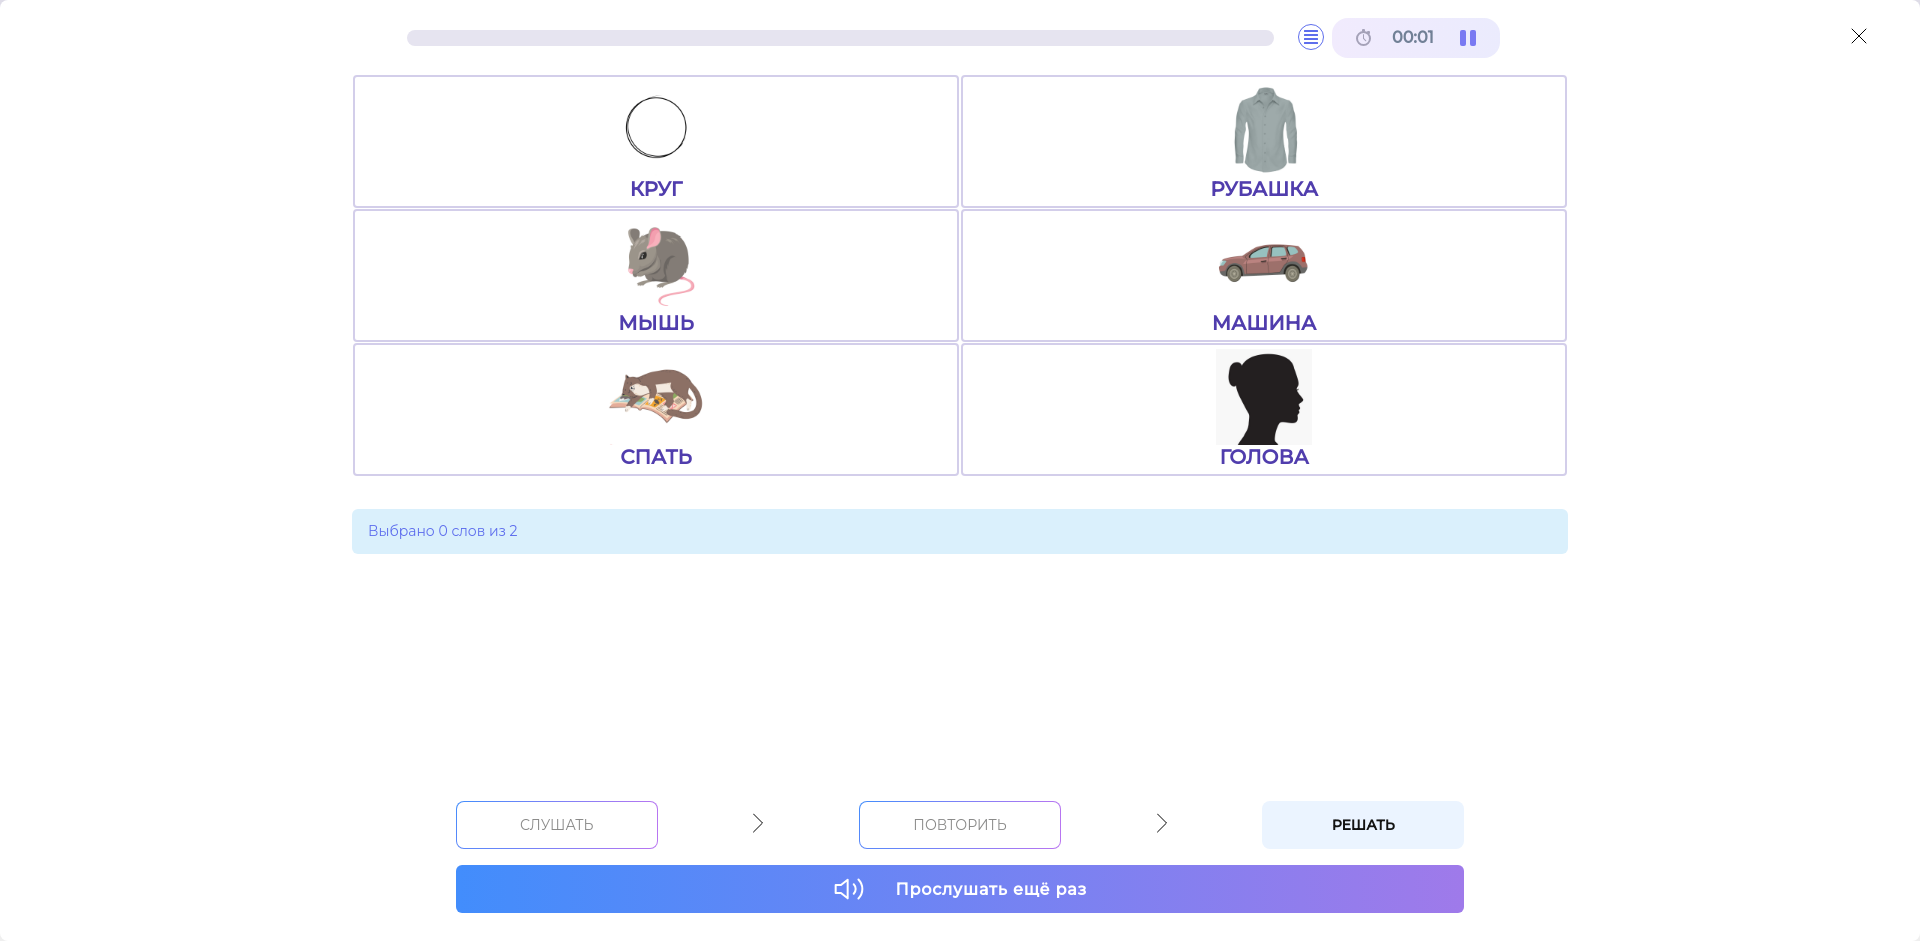 00:01
КРУГ
РУБАШКА
МЫШЬ
МАШИНА
СПАТЬ
ГОЛОВА
Выбрано 0 слов из 2
СЛУШАТЬ
ПОВТОРИТЬ
РЕШАТЬ
Прослушать ещё раз